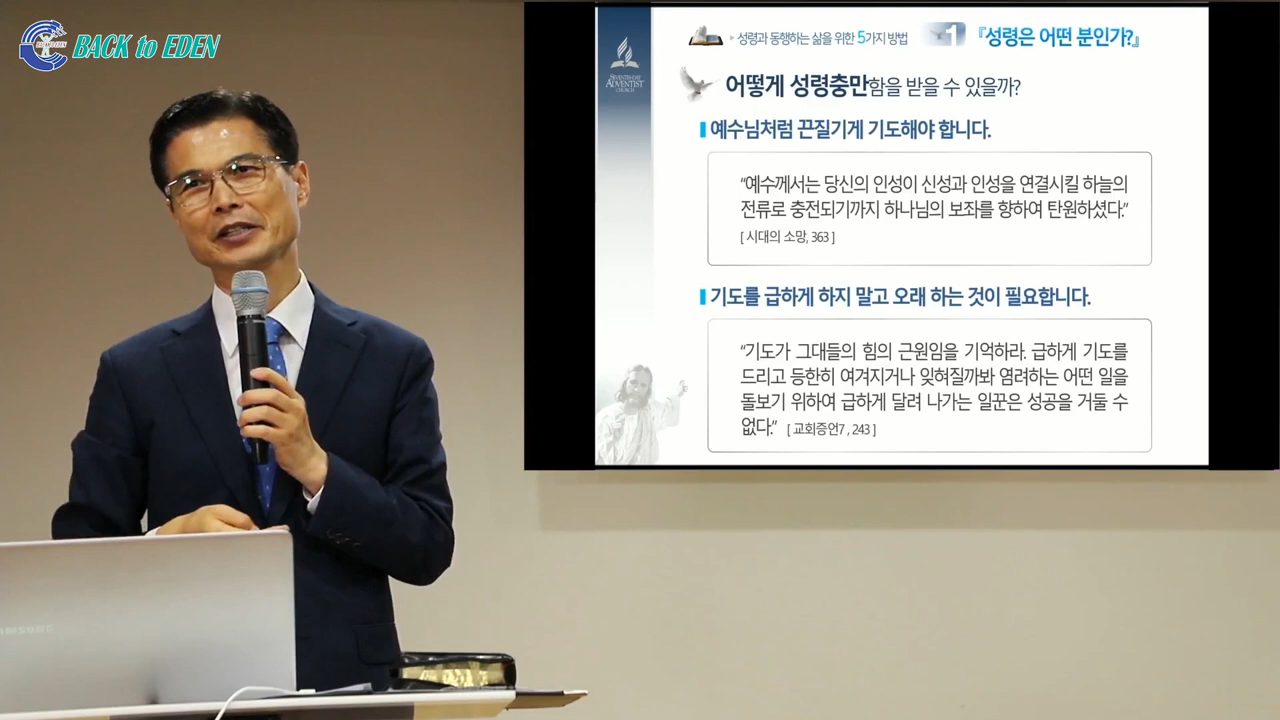 BACK to EDEN
SEVENTH-DAY
ADVENTIST
CHURCH
▸ 성령과 동행하는 삶을 위한 5가지 방법
1 『성령은 어떤 분인가?』
어떻게 성령충만함을 받을 수 있을까?
예수님처럼 끈질기게 기도해야 합니다.
“예수께서는 당신의 인성이 신성과 인성을 연결시킬 하늘의
전류로 충전되기까지 하나님의 보좌를 향하여 탄원하셨다.”
[ 시대의 소망, 363 ]
기도를 급하게 하지 말고 오래 하는 것이 필요합니다.
“기도가 그대들의 힘의 근원임을 기억하라. 급하게 기도를
드리고 등한히 여겨지거나 잊혀질까봐 염려하는 어떤 일을
돌보기 위하여 급하게 달려 나가는 일꾼은 성공을 거둘 수
없다.” [ 교회증언7 , 243 ]